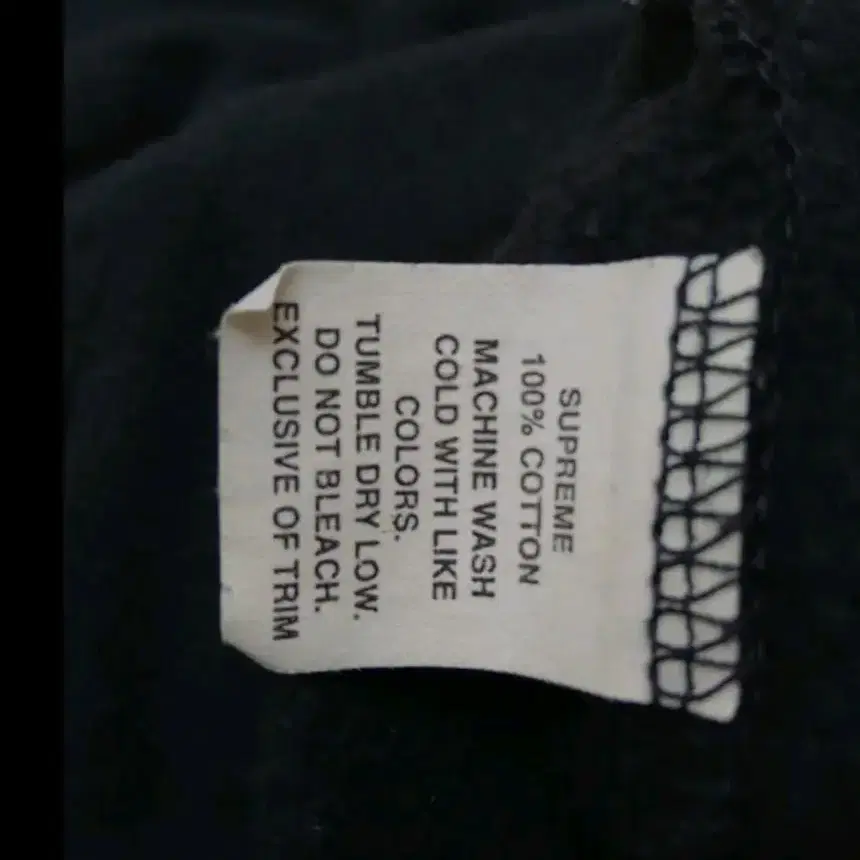 SUPREME
100% COTTON
MACHINE WASH
COLD WITH LIKE
COLORS.
TUMBLE DRY LOW.
DO NOT BLEACH.
EXCLUSIVE OF TRIM